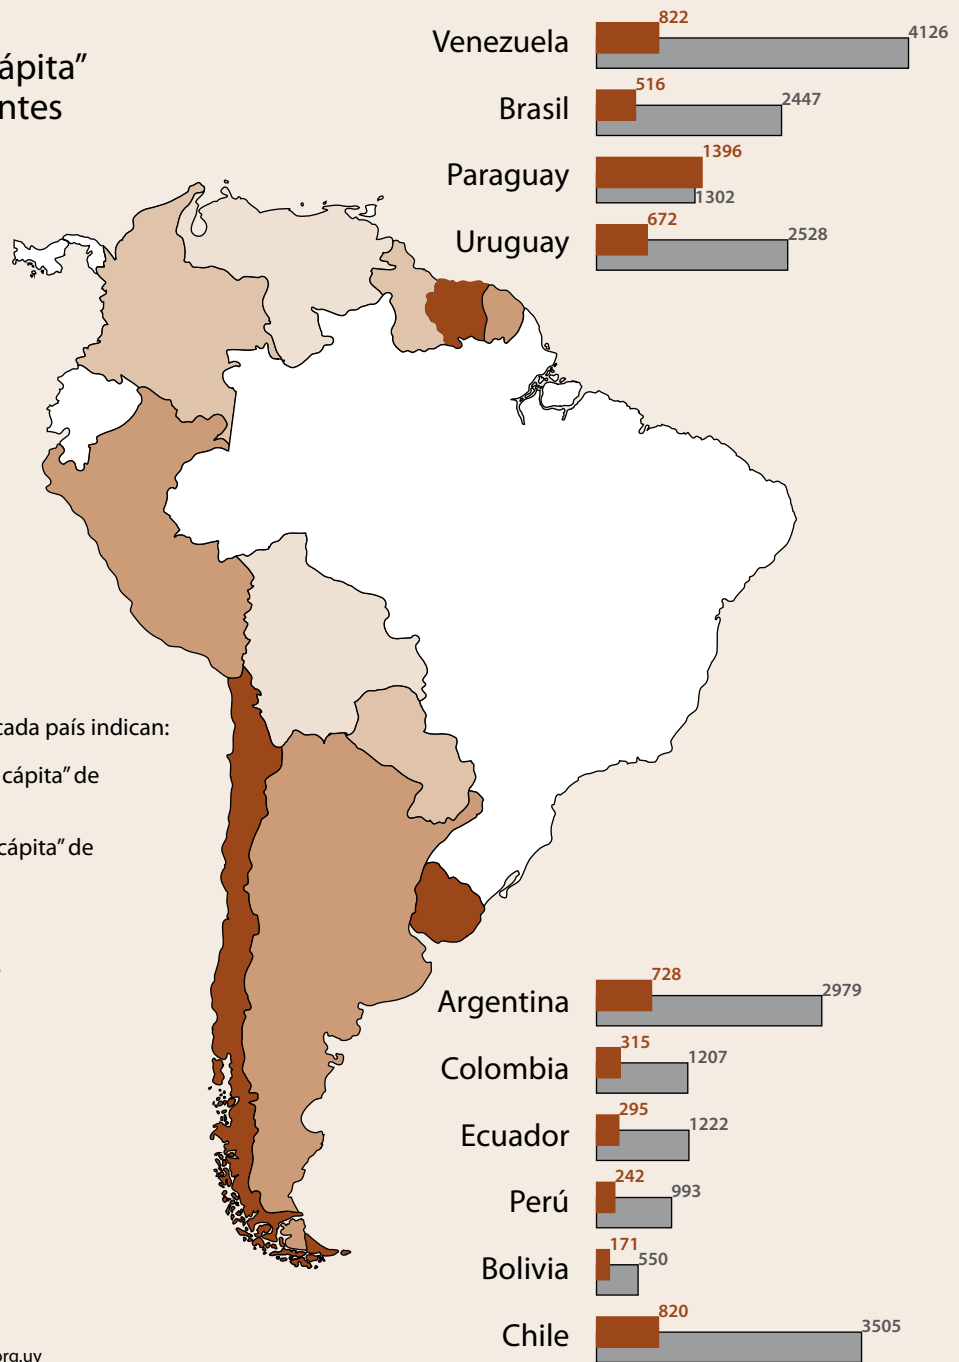 ápita”
ntes
Venezuela 822 4126
Brasil 516 2447
Paraguay 1396 1302
Uruguay 672 2528
cada país indican:
cápita” de
cápita” de
Argentina 728 2979
Colombia 315 1207
Ecuador 295 1222
Perú 242 993
Bolivia 171 550
Chile 820 3505
org.uy